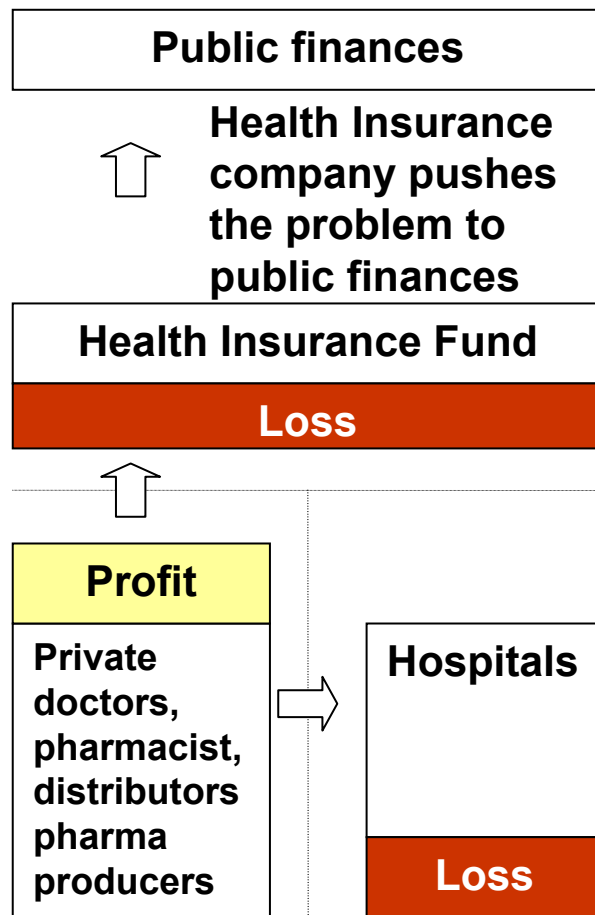 Public finances
Health Insurance
company pushes
the problem to
public finances
Health Insurance Fund
Loss
Profit
Private
doctors,
pharmacist,
distributors
pharma
producers
Hospitals
Loss